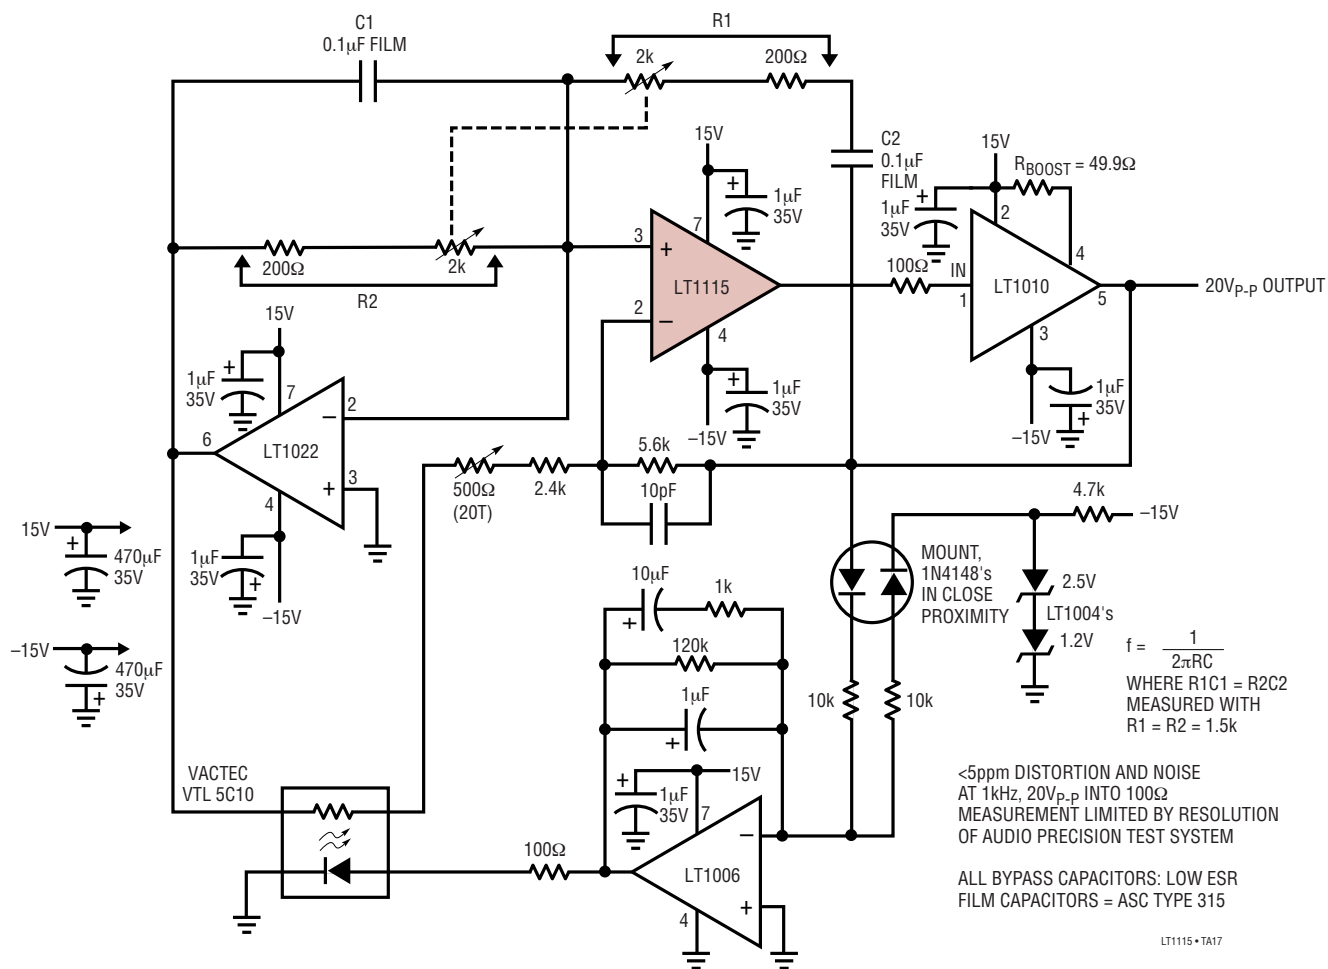 C1
0.1µF FILM
R1
2k
200Ω
C2
0.1µF
FILM
15V
1µF
35V
7
3
+
LT1115
2
–
4
–15V
1µF
35V
15V
RBOOST = 49.9Ω
1µF
35V
2
4
100Ω
IN
1
LT1010
5
20VP-P OUTPUT
3
–15V
1µF
35V
200Ω
2k
R2
15V
1µF
35V
7
2
–
6
LT1022
3
+
4
1µF
35V
–15V
500Ω
(20T)
2.4k
5.6k
10pF
15V
470µF
35V
–15V
470µF
35V
4.7k
–15V
MOUNT,
1N4148's
IN CLOSE
PROXIMITY
2.5V
LT1004's
1.2V
10µF
1k
120k
1µF
10k
10k
f = 1
2πRC
WHERE R1C1 = R2C2
MEASURED WITH
R1 = R2 = 1.5k
VACTEC
VTL 5C10
15V
1µF
35V
7
–
100Ω
LT1006
+
4
<5ppm DISTORTION AND NOISE
AT 1kHz, 20VP-P INTO 100Ω
MEASUREMENT LIMITED BY RESOLUTION
OF AUDIO PRECISION TEST SYSTEM
ALL BYPASS CAPACITORS: LOW ESR
FILM CAPACITORS = ASC TYPE 315
LT1115 • TA17